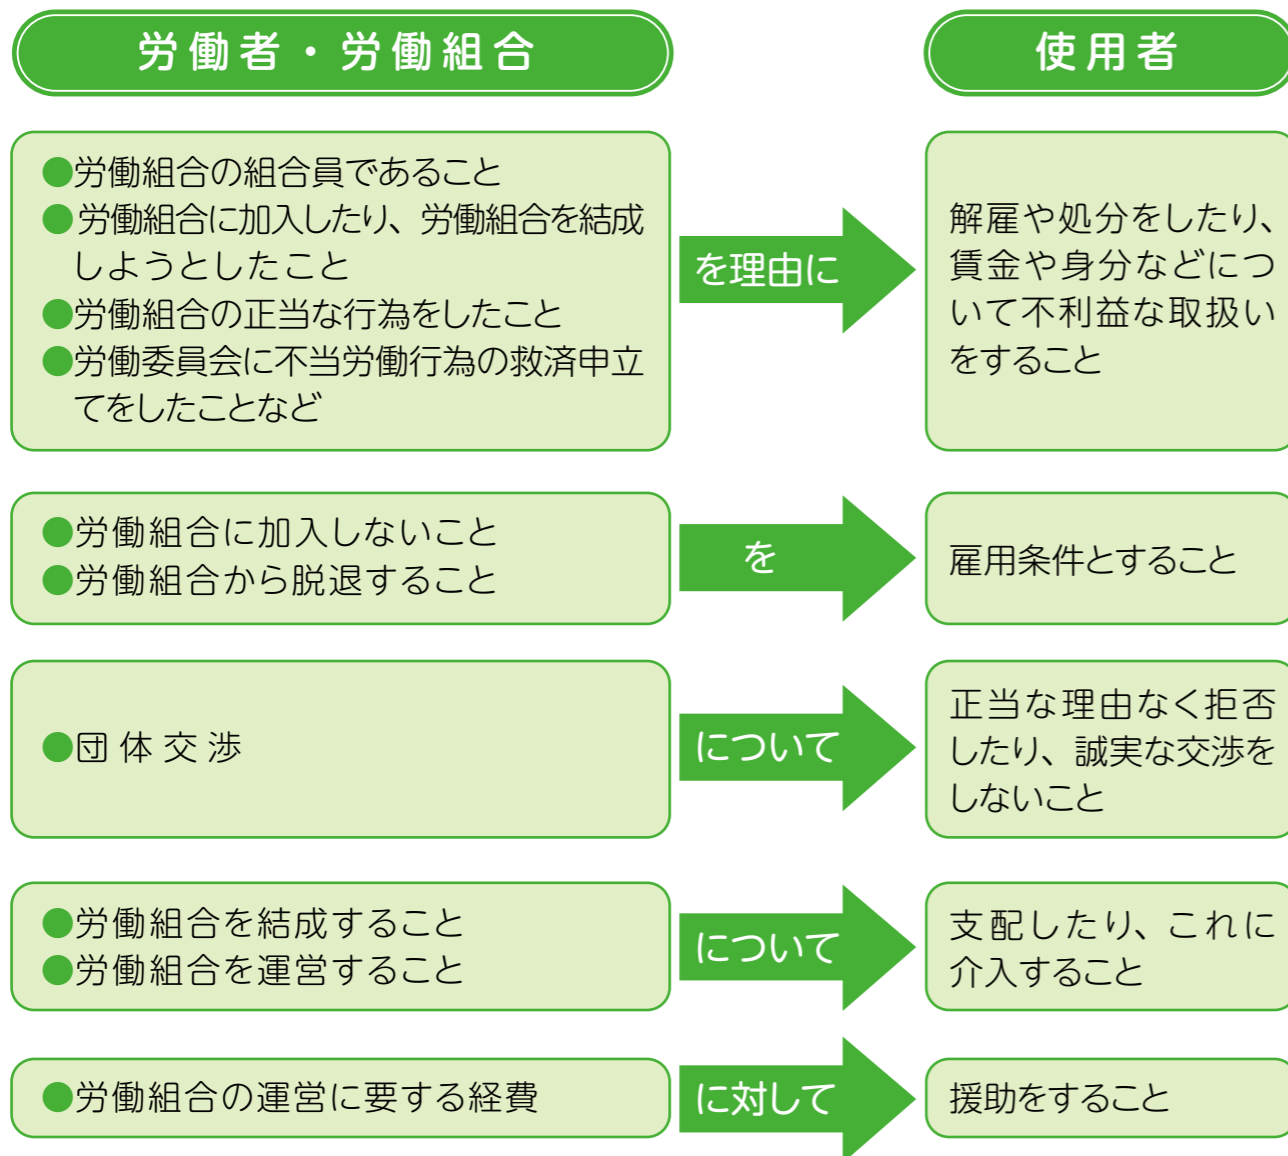 労働者・労働組合
使用者
●労働組合の組合員であること
●労働組合に加入したり、労働組合を結成
しようとしたこと
●労働組合の正当な行為をしたこと
●労働委員会に不当労働行為の救済申立
てをしたことなど
を理由に
解雇や処分をしたり、
賃金や身分などにつ
いて不利益な取扱い
をすること
●労働組合に加入しないこと
●労働組合から脱退すること
を
雇用条件とすること
●団体交渉
について
正当な理由なく拒否
したり、誠実な交渉を
しないこと
●労働組合を結成すること
●労働組合を運営すること
について
支配したり、これに
介入すること
●労働組合の運営に要する経費
に対して
援助をすること